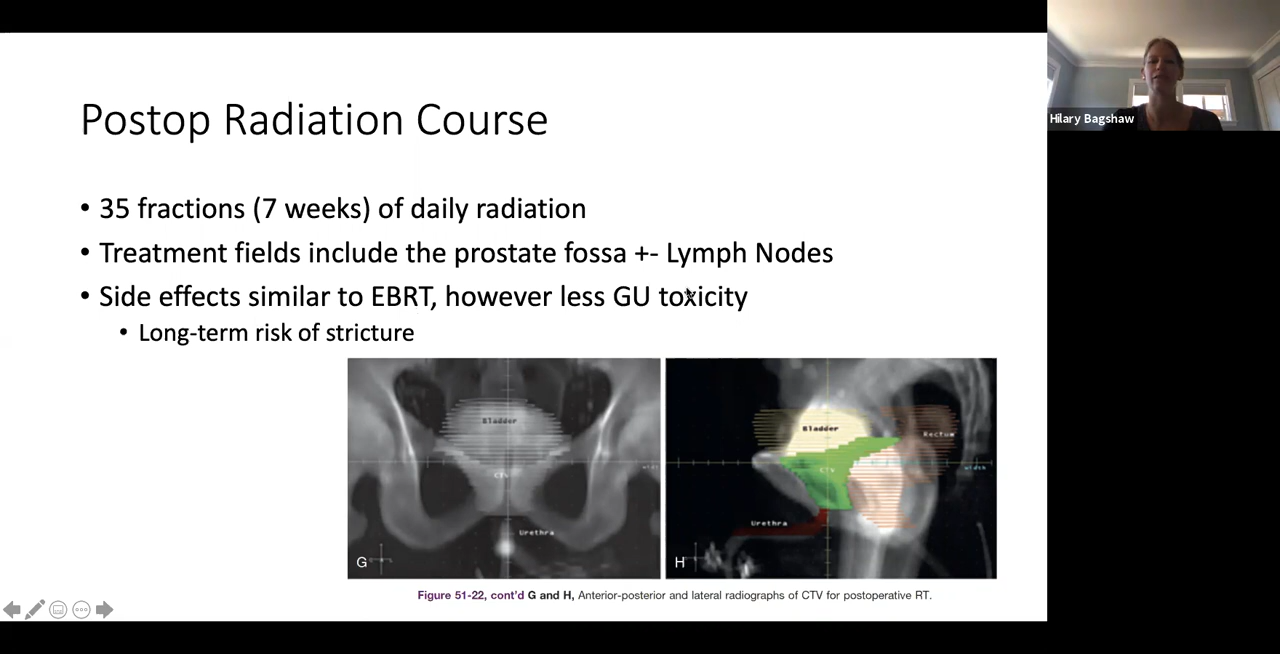 Postop Radiation Course
• 35 fractions (7 weeks) of daily radiation
• Treatment fields include the prostate fossa +- Lymph Nodes
• Side effects similar to EBRT, however less GU toxicity
• Long-term risk of stricture
Bladder
CTV
Urethra
G
Bladder
Rectum
CTV
width
Urethra
H
Figure 51-22, cont'd G and H, Anterior-posterior and lateral radiographs of CTV for postoperative RT.
Hilary Bagshaw